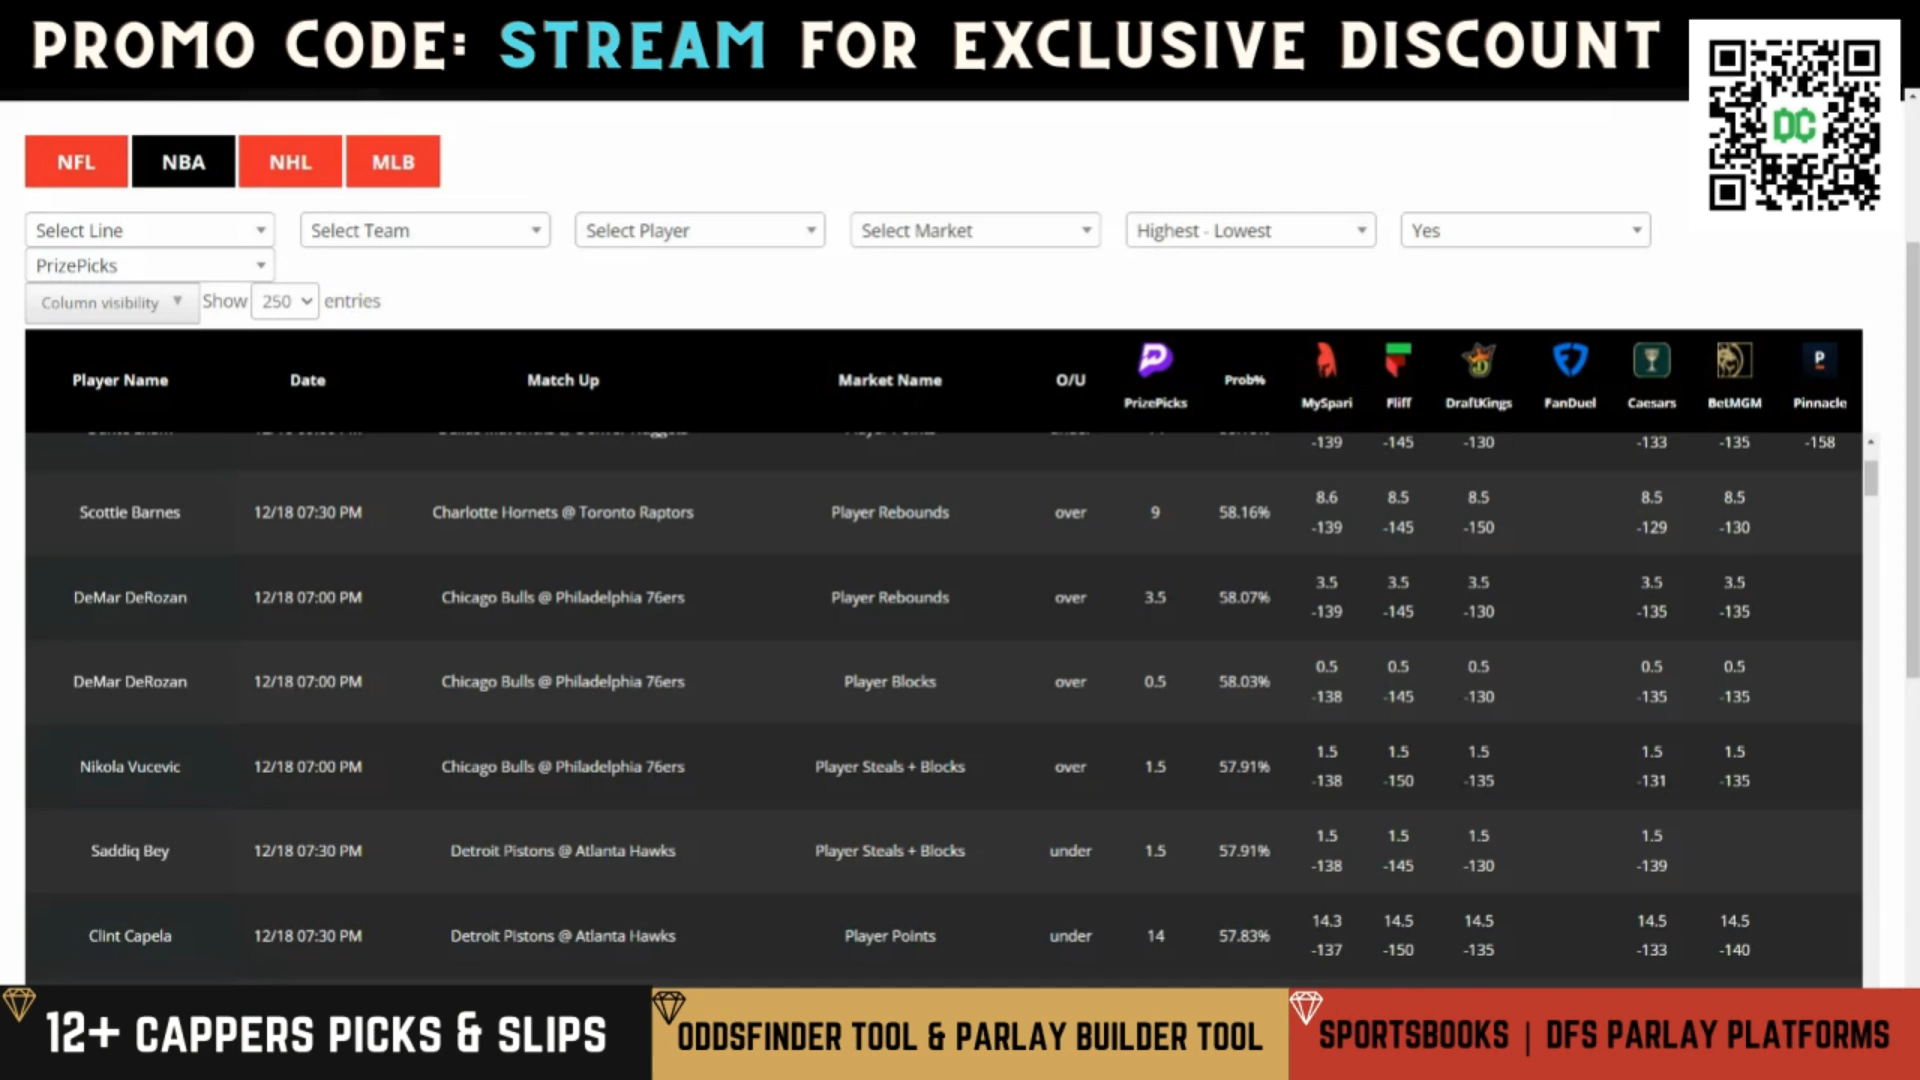 PROMO CODE: STREAM FOR EXCLUSIVE DISCOUNT
DC
NFL NBA NHL MLB
Select Line Select Team Select Player Select Market Highest - Lowest Yes
PrizePicks
Column visibility Show 250 entries
Player Name Date Match Up Market Name O/U PrizePicks Prob% MySpari Fliff DraftKings FanDuel Caesars BetMGM Pinnacle
-139 -145 -130 -133 -135 -158
8.6 8.5 8.5 8.5 8.5
Scottie Barnes 12/18 07:30 PM Charlotte Hornets @ Toronto Raptors Player Rebounds over 9 58.16%
-139 -145 -150 -129 -130
3.5 3.5 3.5 3.5 3.5
DeMar DeRozan 12/18 07:00 PM Chicago Bulls @ Philadelphia 76ers Player Rebounds over 3.5 58.07%
-139 -145 -130 -135 -135
0.5 0.5 0.5 0.5 0.5
DeMar DeRozan 12/18 07:00 PM Chicago Bulls @ Philadelphia 76ers Player Blocks over 0.5 58.03%
-138 -145 -130 -135 -135
1.5 1.5 1.5 1.5 1.5
Nikola Vucevic 12/18 07:00 PM Chicago Bulls @ Philadelphia 76ers Player Steals + Blocks over 1.5 57.91%
-138 -150 -135 -131 -135
1.5 1.5 1.5 1.5
Saddiq Bey 12/18 07:30 PM Detroit Pistons @ Atlanta Hawks Player Steals + Blocks under 1.5 57.91%
-138 -145 -130 -139
14.3 14.5 14.5 14.5 14.5
Clint Capela 12/18 07:30 PM Detroit Pistons @ Atlanta Hawks Player Points under 14 57.83%
-137 -150 -135 -133 -140
12+ CAPPERS PICKS & SLIPS
ODDSFINDER TOOL & PARLAY BUILDER TOOL
SPORTSBOOKS | DFS PARLAY PLATFORMS